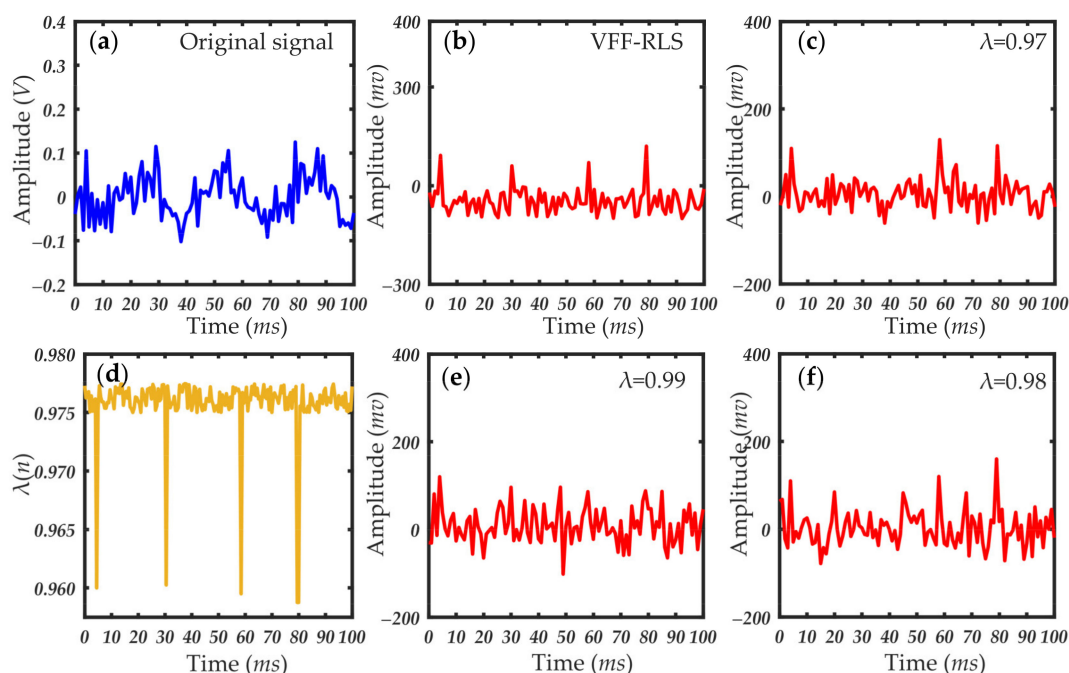 (a) Original signal
Amplitude (V)
0.4
0.3
0.2
0.1
0
−0.1
−0.2
0 10 20 30 40 50 60 70 80 90 100
Time (ms)
(b) VFF-RLS
Amplitude (mv)
400
300
0
−300
0 10 20 30 40 50 60 70 80 90 100
Time (ms)
(c) λ=0.97
Amplitude (mv)
400
200
0
−200
0 10 20 30 40 50 60 70 80 90 100
Time (ms)
(d)
λ(n)
0.980
0.975
0.970
0.965
0.960
0 10 20 30 40 50 60 70 80 90 100
Time (ms)
(e) λ=0.99
Amplitude (mv)
400
200
0
−200
0 10 20 30 40 50 60 70 80 90 100
Time (ms)
(f) λ=0.98
Amplitude (mv)
400
200
0
−200
0 10 20 30 40 50 60 70 80 90 100
Time (ms)